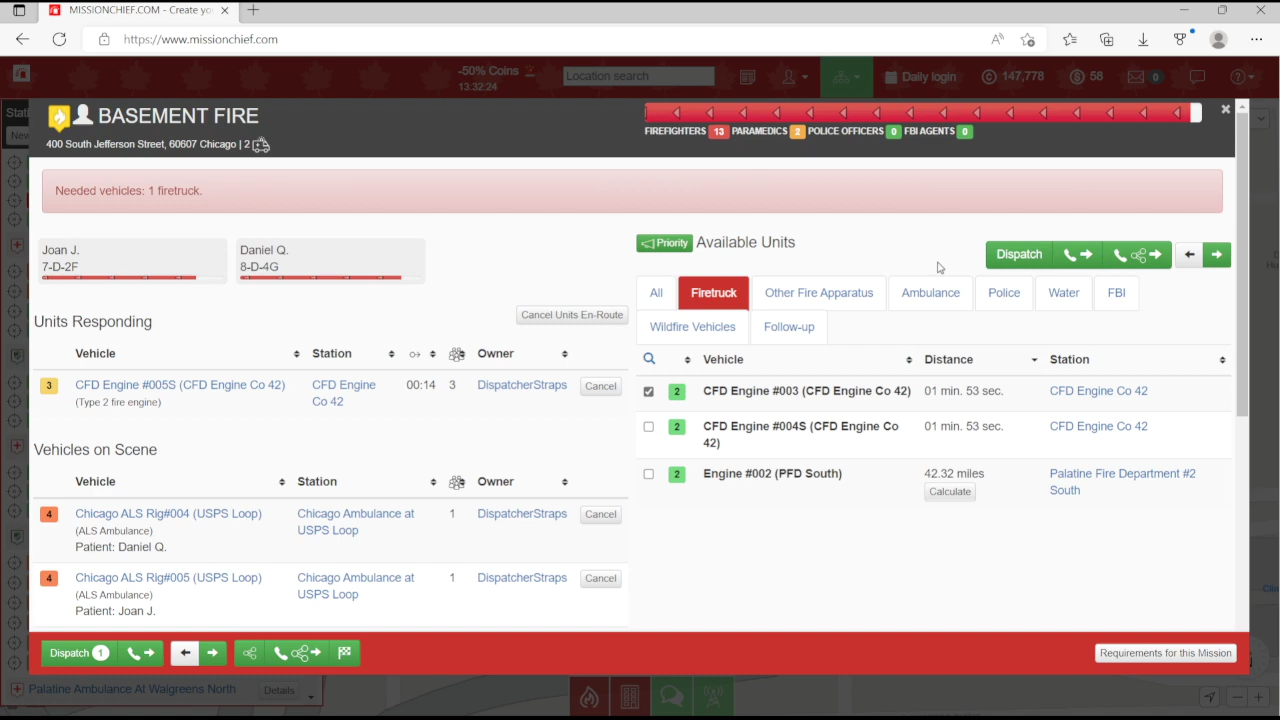 MISSIONCHIEF.COM - Create yo
https://www.missionchief.com
-50% Coins
13:32:24
Location search
Daily login
147,778
58
0
Stati
New
BASEMENT FIRE
400 South Jefferson Street, 60607 Chicago | 2
FIREFIGHTERS 13 PARAMEDICS 2 POLICE OFFICERS 0 FBI AGENTS 0
Needed vehicles: 1 firetruck.
Joan J.
7-D-2F
Daniel Q.
8-D-4G
Units Responding
Cancel Units En-Route
Vehicle Station Owner
3 CFD Engine #005S (CFD Engine Co 42) CFD Engine 00:14 3 DispatcherStraps Cancel
(Type 2 fire engine) Co 42
Vehicles on Scene
Vehicle Station Owner
4 Chicago ALS Rig#004 (USPS Loop) Chicago Ambulance at 1 DispatcherStraps Cancel
(ALS Ambulance) USPS Loop
Patient: Daniel Q.
4 Chicago ALS Rig#005 (USPS Loop) Chicago Ambulance at 1 DispatcherStraps Cancel
(ALS Ambulance) USPS Loop
Patient: Joan J.
Priority Available Units
Dispatch
All Firetruck Other Fire Apparatus Ambulance Police Water FBI
Wildfire Vehicles Follow-up
Vehicle Distance Station
2 CFD Engine #003 (CFD Engine Co 42) 01 min. 53 sec. CFD Engine Co 42
2 CFD Engine #004S (CFD Engine Co 01 min. 53 sec. CFD Engine Co 42
42)
2 Engine #002 (PFD South) 42.32 miles Palatine Fire Department #2
Calculate South
Dispatch 1
Requirements for this Mission
Palatine Ambulance At Walgreens North Details